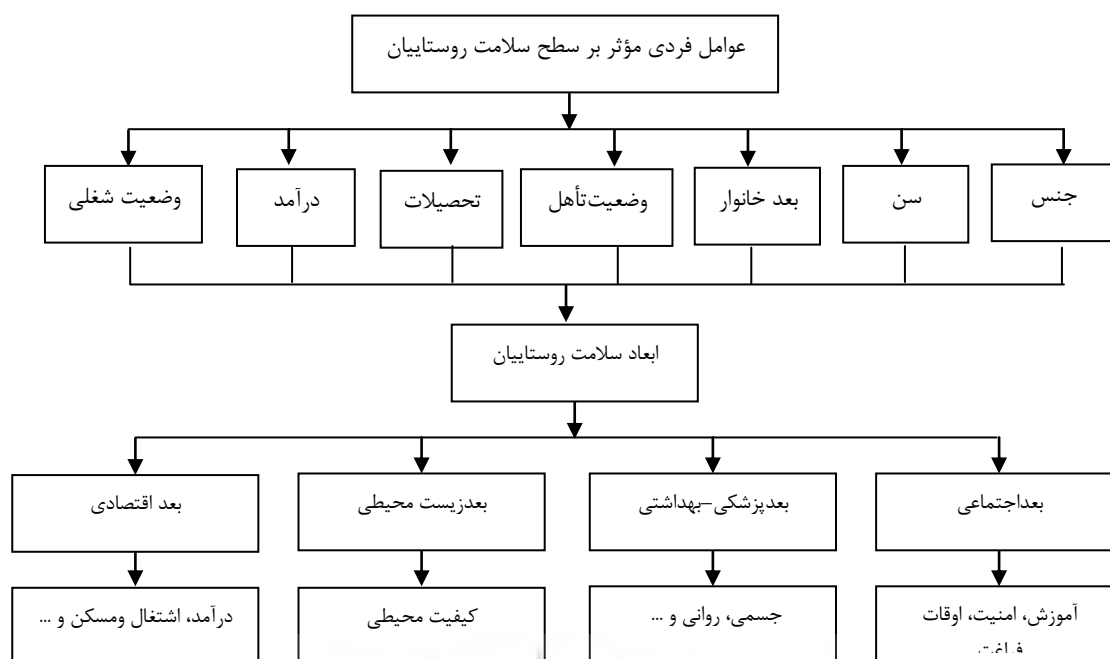 عوامل فردی مؤثر بر سطح سلامت روستاییان
جنس
سن
بعد خانوار
وضعیت‌تأهل
تحصیلات
درآمد
وضعیت شغلی
ابعاد سلامت روستاییان
بعداجتماعی
بعدپزشکی–بهداشتی
بعدزیست محیطی
بعد اقتصادی
آموزش، امنیت، اوقات
فراغت
جسمی، روانی و ...
کیفیت محیطی
درآمد، اشتغال ومسکن و ...